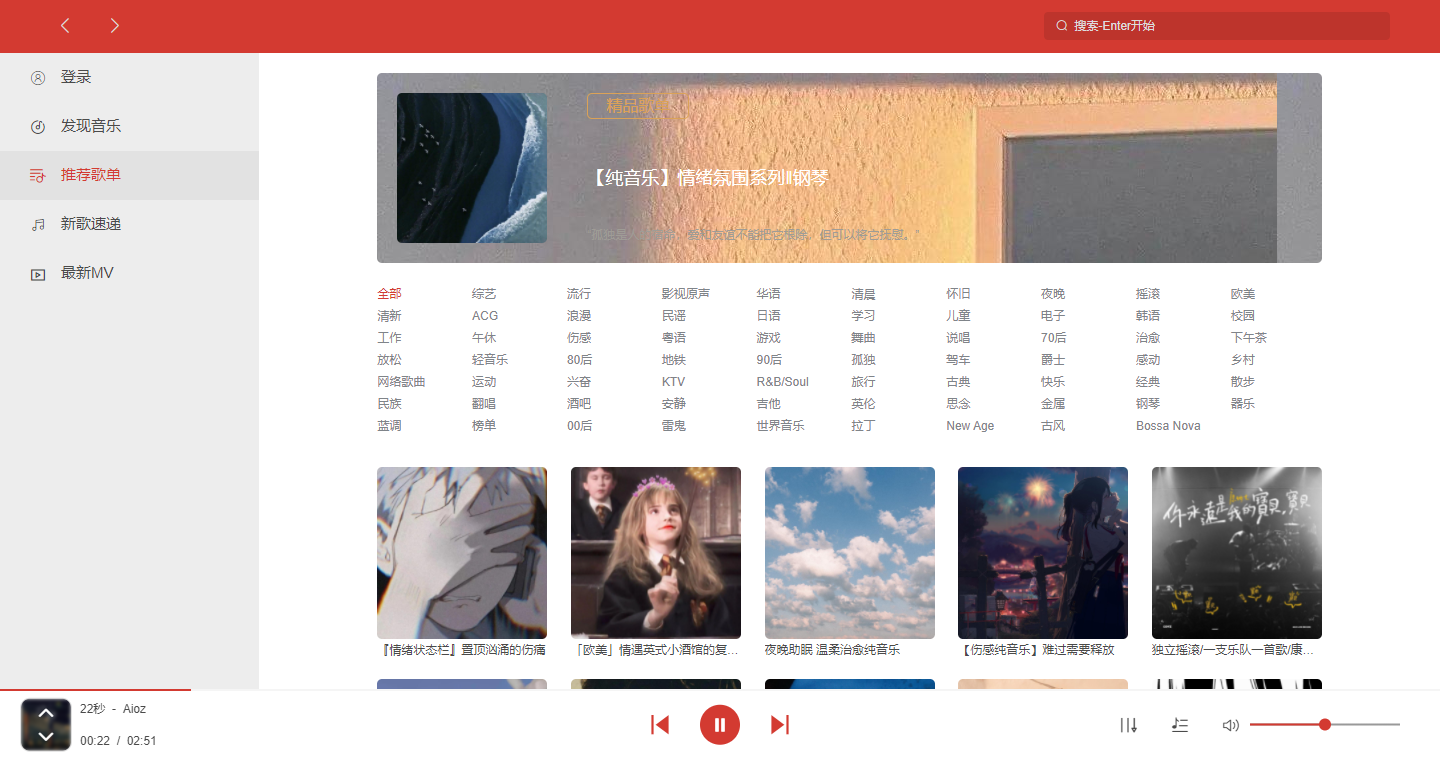 搜索-Enter开始
登录
发现音乐
推荐歌单
新歌速递
最新MV
精品歌单
【纯音乐】情绪氛围系列‖钢琴
全部 综艺 流行 影视原声 华语 清晨 怀旧 夜晚 摇滚 欧美
清新 ACG 浪漫 民谣 日语 学习 儿童 电子 韩语 校园
工作 午休 伤感 粤语 游戏 舞曲 说唱 70后 治愈 下午茶
放松 轻音乐 80后 地铁 90后 孤独 驾车 爵士 感动 乡村
网络歌曲 运动 兴奋 KTV R&B/Soul 旅行 古典 快乐 经典 散步
民族 翻唱 酒吧 安静 吉他 英伦 思念 金属 钢琴 器乐
蓝调 榜单 00后 雷鬼 世界音乐 拉丁 New Age 古风 Bossa Nova
你永遠是我的寶貝,寶貝
『情绪状态栏』置顶汹涌的伤痛
「欧美」情遇英式小酒馆的复...
夜晚助眠 温柔治愈纯音乐
【伤感纯音乐】难过需要释放
独立摇滚/一支乐队一首歌/康...
22秒 - Aioz
00:22 / 02:51